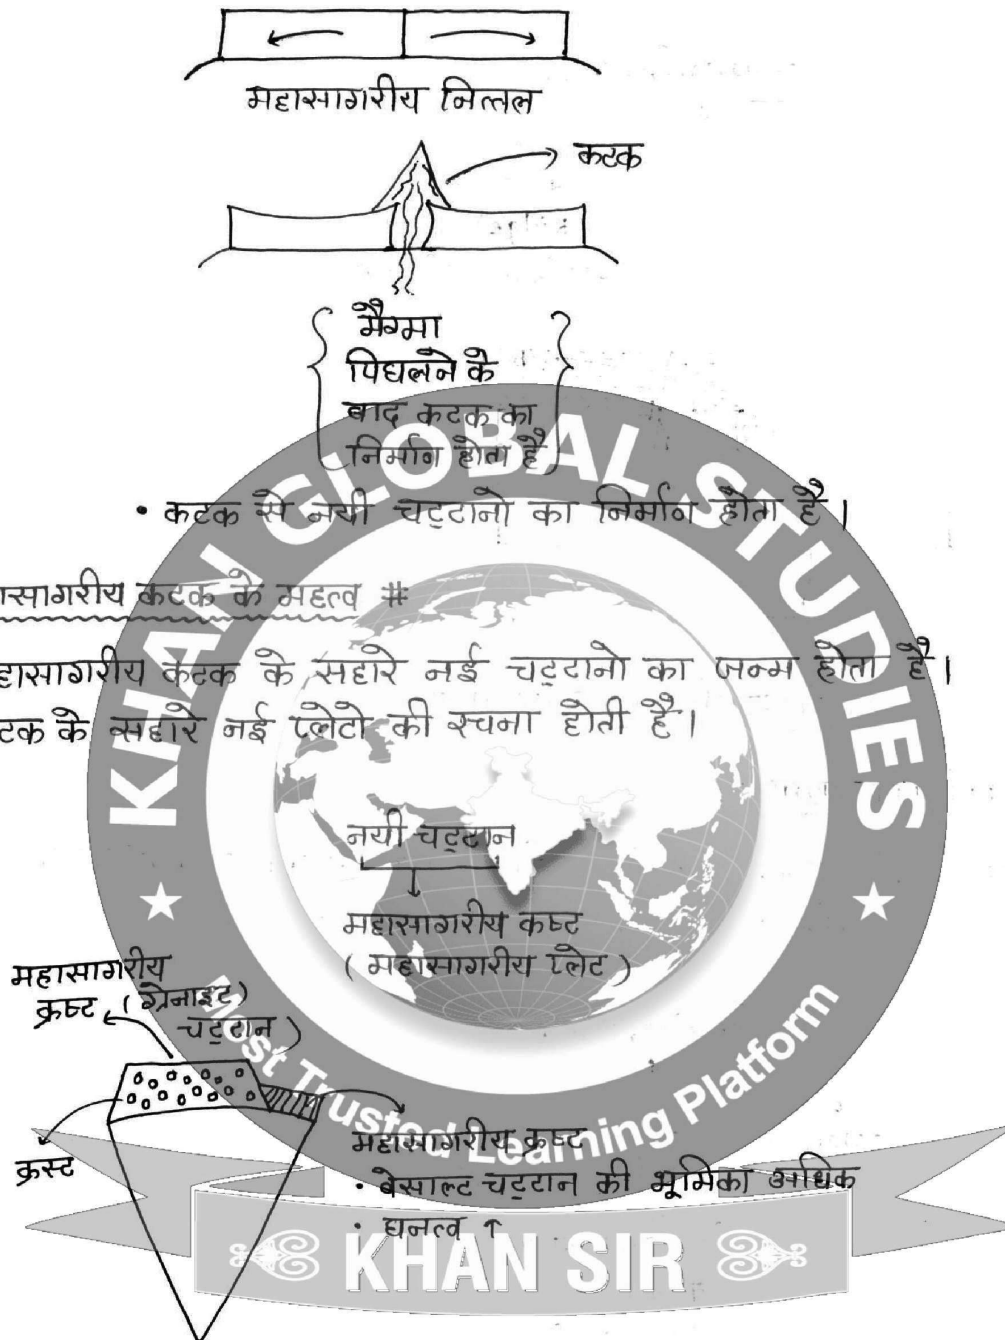 महासागरीय नित्तल
कटक
मैग्मा
पिघलने के
बाद कटक का
निर्माण होता है
• कटक से नयी चट्टानो का निर्माण होता है।
सागरीय कटक के महत्व #
हासागरीय कटक के सहारे नई चट्टानो का जन्म होता है।
टक के सहारे नई प्लेटो की रचना होती है।
नयी चट्टान
महासागरीय कष्ट
(महासागरीय प्लेट)
महासागरीय
क्रष्ट (ग्रेनाइट)
चट्टान)
क्रस्ट
महासागरीय क्रष्ट
• बेसाल्ट चट्टान की भूमिका अधिक
• घनत्व ↑
KHAN GLOBAL STUDIES
Most Trusted Learning Platform
KHAN SIR